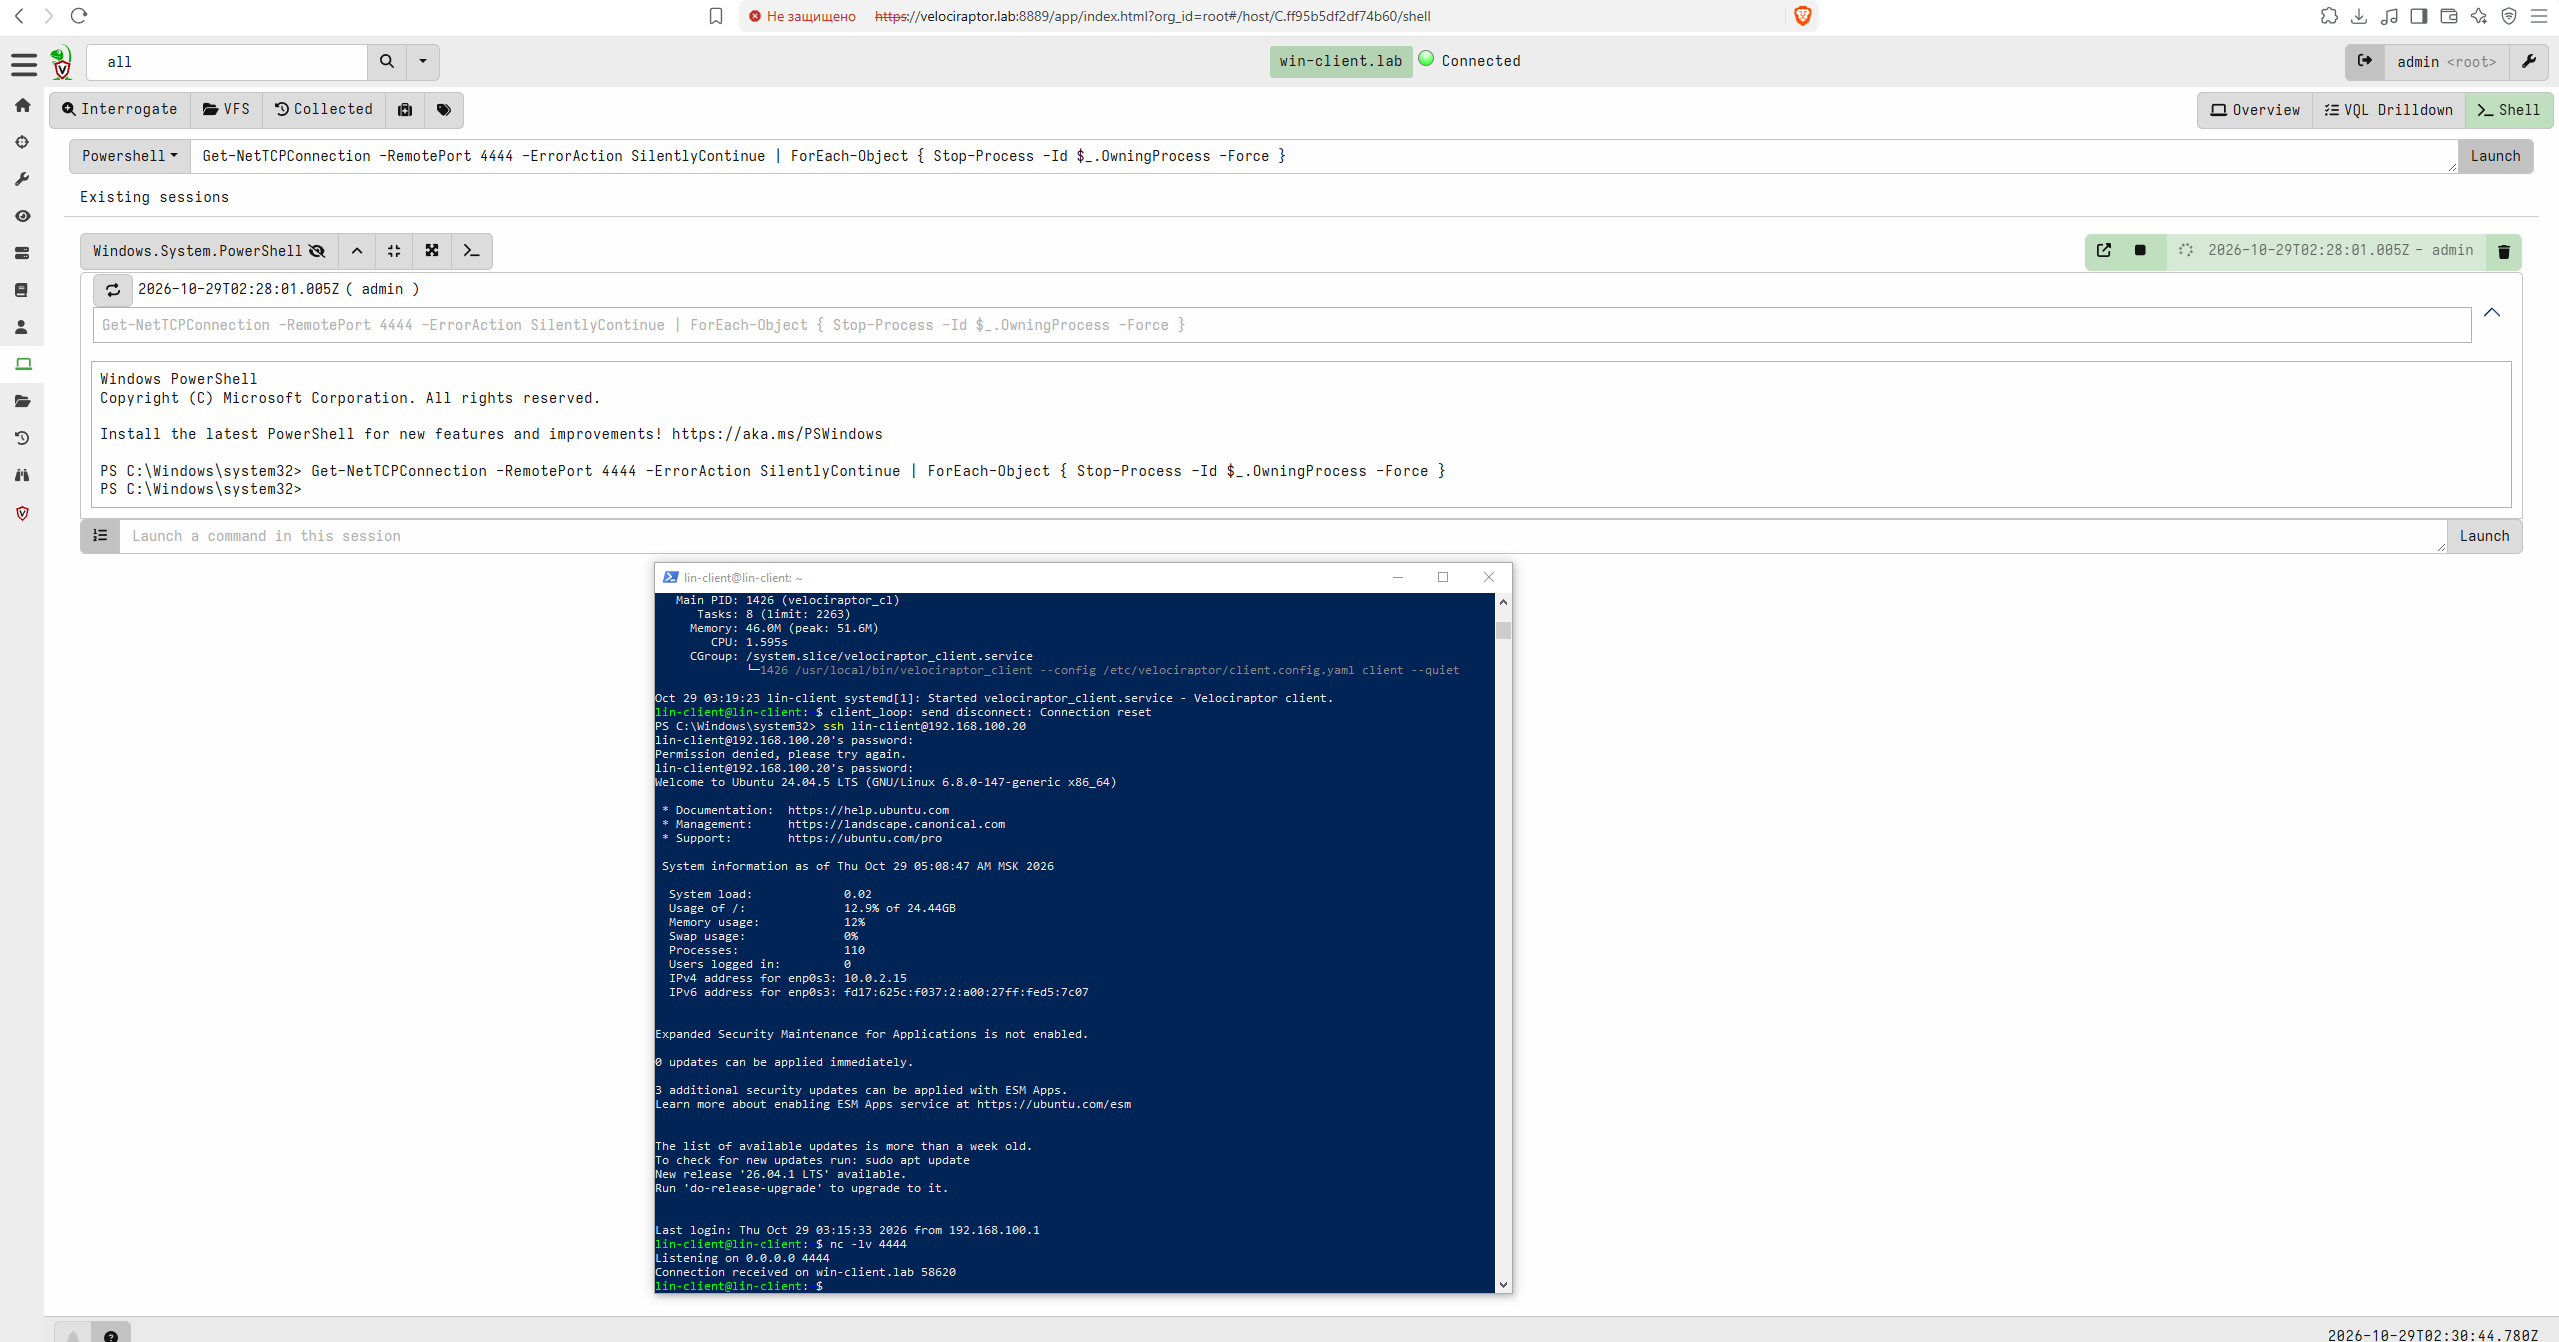 Не защищено https://velociraptor.lab:8889/app/index.html?org_id=root#/host/C.ff95b5df2df74b60/shell
all
win-client.lab Connected
admin <root>
Interrogate VFS Collected
Overview VQL Drilldown Shell
Powershell Get-NetTCPConnection -RemotePort 4444 -ErrorAction SilentlyContinue | ForEach-Object { Stop-Process -Id $_.OwningProcess -Force } Launch
Existing sessions
Windows.System.PowerShell 2026-10-29T02:28:01.005Z - admin
2026-10-29T02:28:01.005Z ( admin )
Get-NetTCPConnection -RemotePort 4444 -ErrorAction SilentlyContinue | ForEach-Object { Stop-Process -Id $_.OwningProcess -Force }
Windows PowerShell
Copyright (C) Microsoft Corporation. All rights reserved.
Install the latest PowerShell for new features and improvements! https://aka.ms/PSWindows
PS C:\Windows\system32> Get-NetTCPConnection -RemotePort 4444 -ErrorAction SilentlyContinue | ForEach-Object { Stop-Process -Id $_.OwningProcess -Force }
PS C:\Windows\system32>
Launch a command in this session Launch
lin-client@lin-client: ~
Main PID: 1426 (velociraptor_cl)
Tasks: 8 (limit: 2263)
Memory: 46.0M (peak: 51.6M)
CPU: 1.595s
CGroup: /system.slice/velociraptor_client.service
└─1426 /usr/local/bin/velociraptor_client --config /etc/velociraptor/client.config.yaml client --quiet
Oct 29 03:19:23 lin-client systemd[1]: Started velociraptor_client.service - Velociraptor client.
lin-client@lin-client: $ client_loop: send disconnect: Connection reset
PS C:\Windows\system32> ssh lin-client@192.168.100.20
lin-client@192.168.100.20's password:
Permission denied, please try again.
lin-client@192.168.100.20's password:
Welcome to Ubuntu 24.04.5 LTS (GNU/Linux 6.8.0-147-generic x86_64)
* Documentation: https://help.ubuntu.com
* Management: https://landscape.canonical.com
* Support: https://ubuntu.com/pro
System information as of Thu Oct 29 05:08:47 AM MSK 2026
System load: 0.02
Usage of /: 12.9% of 24.44GB
Memory usage: 12%
Swap usage: 0%
Processes: 110
Users logged in: 0
IPv4 address for enp0s3: 10.0.2.15
IPv6 address for enp0s3: fd17:625c:f037:2:a00:27ff:fed5:7c07
Expanded Security Maintenance for Applications is not enabled.
0 updates can be applied immediately.
3 additional security updates can be applied with ESM Apps.
Learn more about enabling ESM Apps service at https://ubuntu.com/esm
The list of available updates is more than a week old.
To check for new updates run: sudo apt update
New release '26.04.1 LTS' available.
Run 'do-release-upgrade' to upgrade to it.
Last login: Thu Oct 29 03:15:33 2026 from 192.168.100.1
lin-client@lin-client: $ nc -lv 4444
Listening on 0.0.0.0 4444
Connection received on win-client.lab 58620
lin-client@lin-client: $
2026-10-29T02:30:44.780Z